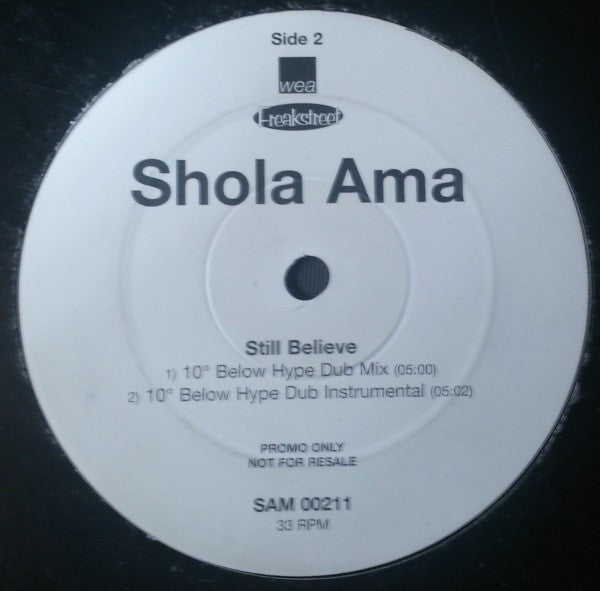 Side 2
wea
Freakstreet
Shola Ama
Still Believe
1) 10° Below Hype Dub Mix (05:00)
2) 10° Below Hype Dub Instrumental (05:02)
PROMO ONLY
NOT FOR RESALE
SAM 00211
33 RPM